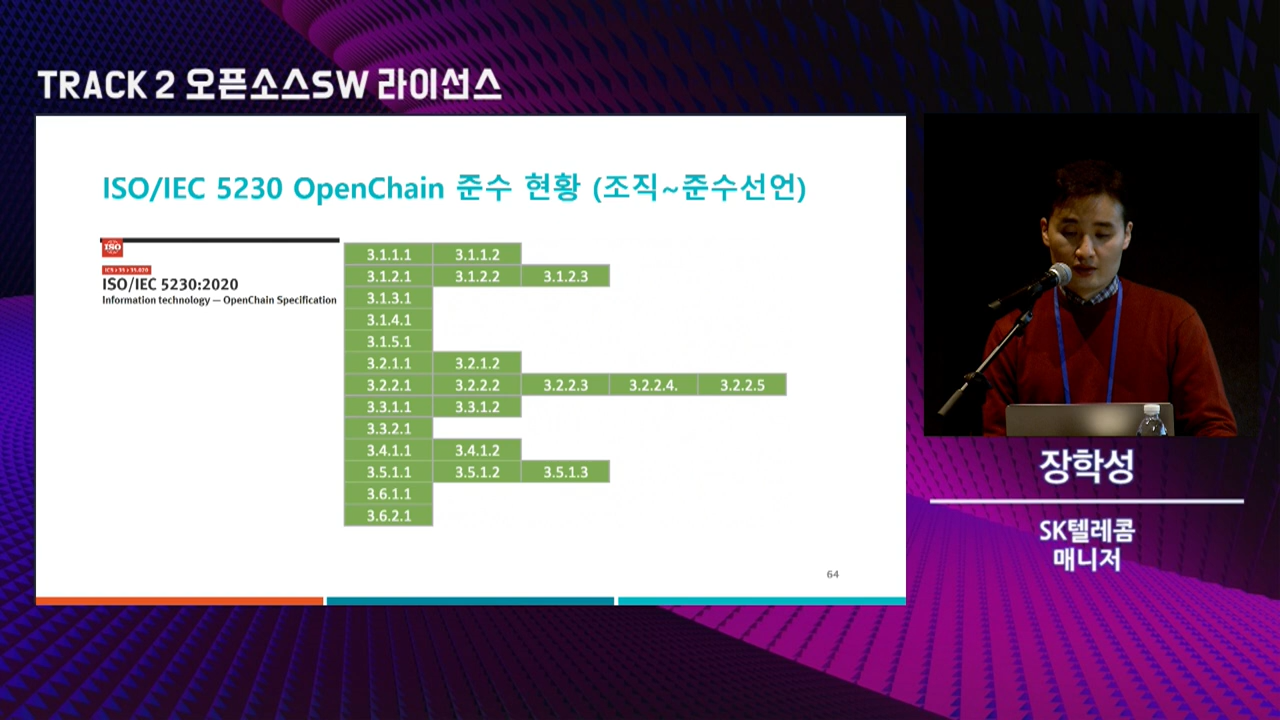 TRACK 2 오픈소스SW 라이선스
ISO/IEC 5230 OpenChain 준수 현황 (조직~준수선언)
ISO
ICS > 35 > 35.020
ISO/IEC 5230:2020
Information technology — OpenChain Specification
3.1.1.1 3.1.1.2
3.1.2.1 3.1.2.2 3.1.2.3
3.1.3.1
3.1.4.1
3.1.5.1
3.2.1.1 3.2.1.2
3.2.2.1 3.2.2.2 3.2.2.3 3.2.2.4. 3.2.2.5
3.3.1.1 3.3.1.2
3.3.2.1
3.4.1.1 3.4.1.2
3.5.1.1 3.5.1.2 3.5.1.3
3.6.1.1
3.6.2.1
64
장학성
SK텔레콤
매니저